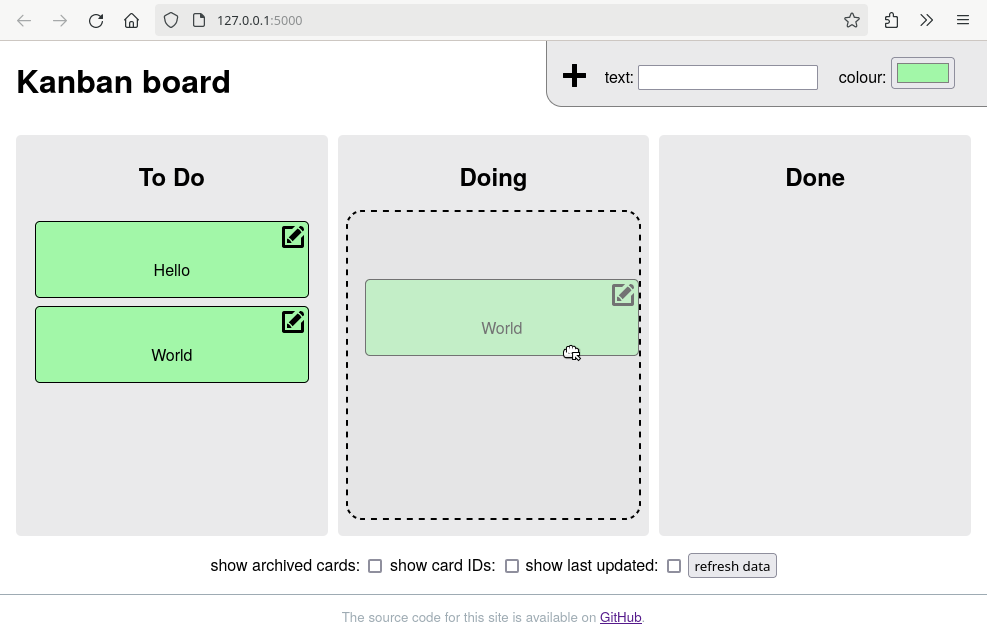 127.0.0.1:5000
Kanban board
text:
colour:
To Do
Doing
Done
Hello
World
World
show archived cards:
show card IDs:
show last updated:
refresh data
The source code for this site is available on GitHub.